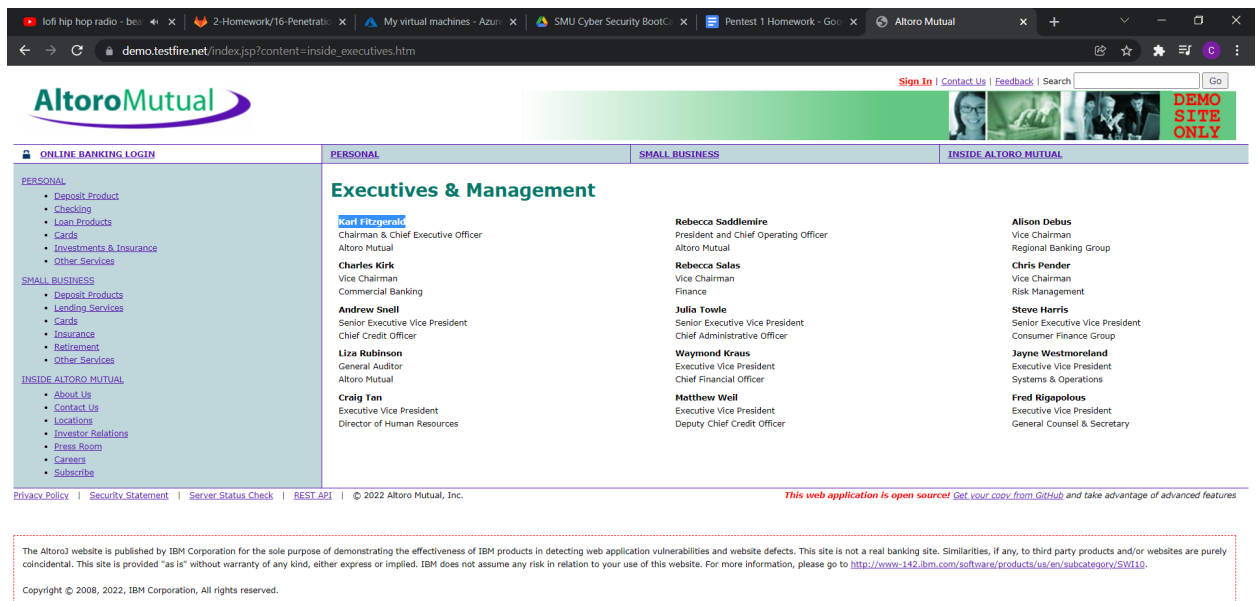 lofi hip hop radio - bea
2-Homework/16-Penetratio
My virtual machines - Azure
SMU Cyber Security BootCa
Pentest 1 Homework - Goo
Altoro Mutual
demo.testfire.net/index.jsp?content=inside_executives.htm
C
Sign In | Contact Us | Feedback | Search
Go
AltoroMutual
DEMO
SITE
ONLY
ONLINE BANKING LOGIN
PERSONAL
SMALL BUSINESS
INSIDE ALTORO MUTUAL
PERSONAL
• Deposit Product
• Checking
• Loan Products
• Cards
• Investments & Insurance
• Other Services
SMALL BUSINESS
• Deposit Products
• Lending Services
• Cards
• Insurance
• Retirement
• Other Services
INSIDE ALTORO MUTUAL
• About Us
• Contact Us
• Locations
• Investor Relations
• Press Room
• Careers
• Subscribe
Executives & Management
Karl Fitzgerald
Chairman & Chief Executive Officer
Altoro Mutual
Rebecca Saddlemire
President and Chief Operating Officer
Altoro Mutual
Alison Debus
Vice Chairman
Regional Banking Group
Charles Kirk
Vice Chairman
Commercial Banking
Rebecca Salas
Vice Chairman
Finance
Chris Pender
Vice Chairman
Risk Management
Andrew Snell
Senior Executive Vice President
Chief Credit Officer
Julia Towle
Senior Executive Vice President
Chief Administrative Officer
Steve Harris
Senior Executive Vice President
Consumer Finance Group
Liza Rubinson
General Auditor
Altoro Mutual
Waymond Kraus
Executive Vice President
Chief Financial Officer
Jayne Westmoreland
Executive Vice President
Systems & Operations
Craig Tan
Executive Vice President
Director of Human Resources
Matthew Weil
Executive Vice President
Deputy Chief Credit Officer
Fred Rigapolous
Executive Vice President
General Counsel & Secretary
Privacy Policy | Security Statement | Server Status Check | REST API | © 2022 Altoro Mutual, Inc.
This web application is open source! Get your copy from GitHub and take advantage of advanced features
The AltoroJ website is published by IBM Corporation for the sole purpose of demonstrating the effectiveness of IBM products in detecting web application vulnerabilities and website defects. This site is not a real banking site. Similarities, if any, to third party products and/or websites are purely
coincidental. This site is provided "as is" without warranty of any kind, either express or implied. IBM does not assume any risk in relation to your use of this website. For more information, please go to http://www-142.ibm.com/software/products/us/en/subcategory/SWI10.
Copyright © 2008, 2022, IBM Corporation, All rights reserved.